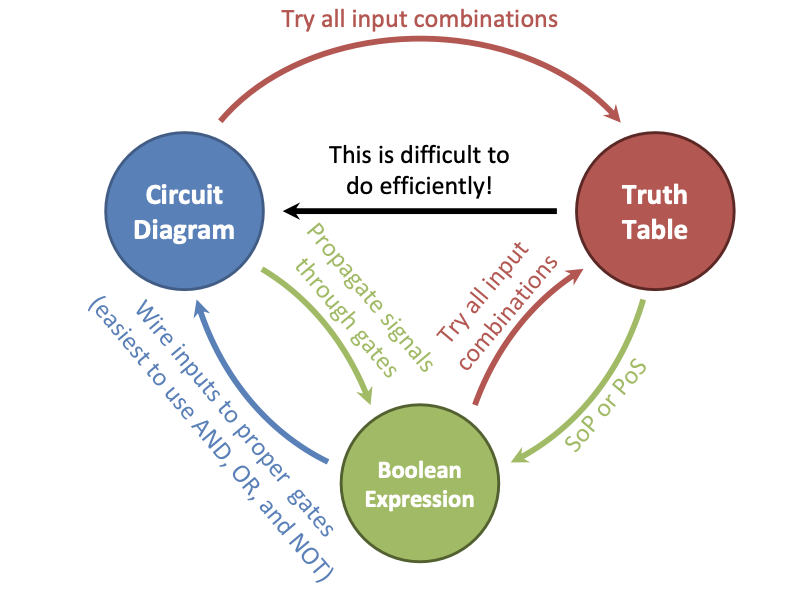 Try all input combinations
This is difficult to
do efficiently!
Circuit
Diagram
Truth
Table
Propagate signals
through gates
Try all input
combinations
Wire inputs to proper gates
(easiest to use AND, OR, and NOT)
SoP or PoS
Boolean
Expression